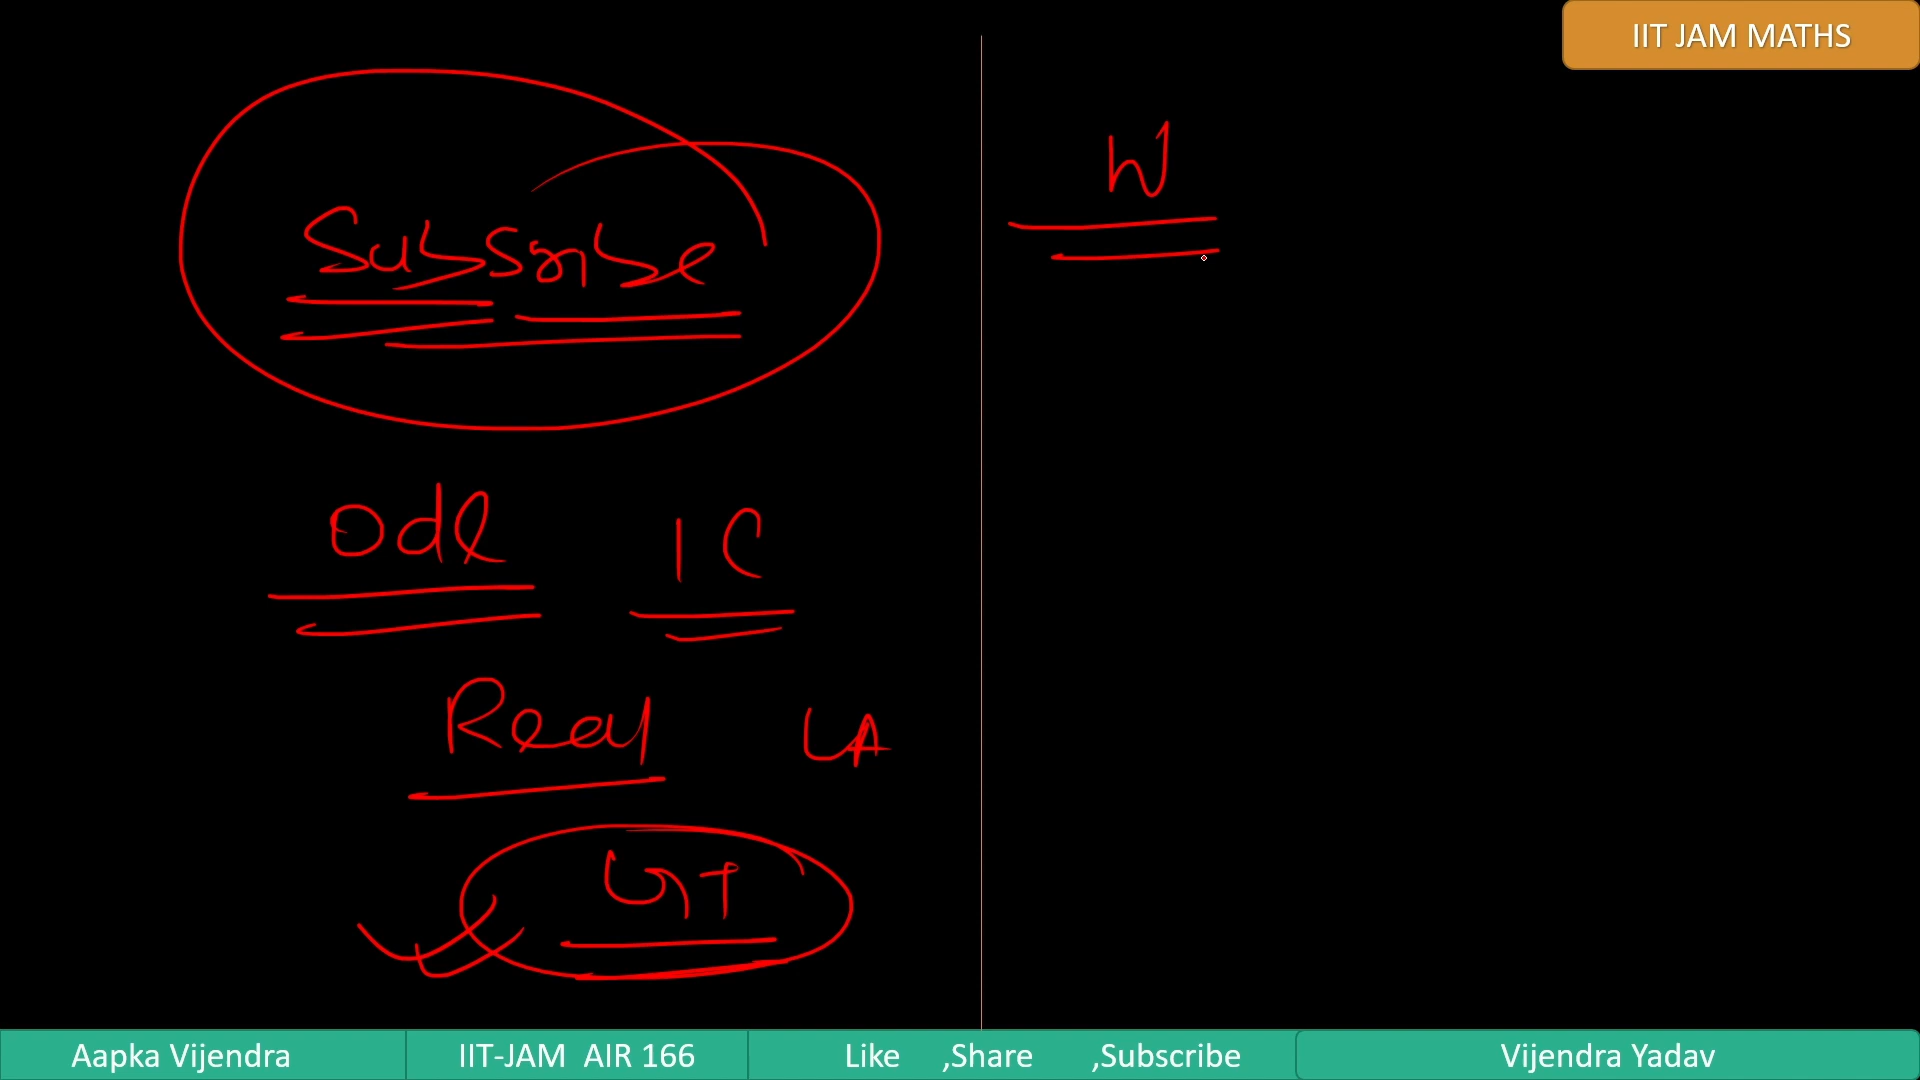 IIT JAM MATHS
Subscribe
Ode IC
Real LA
GT
Aapka Vijendra IIT-JAM AIR 166 Like ,Share ,Subscribe Vijendra Yadav